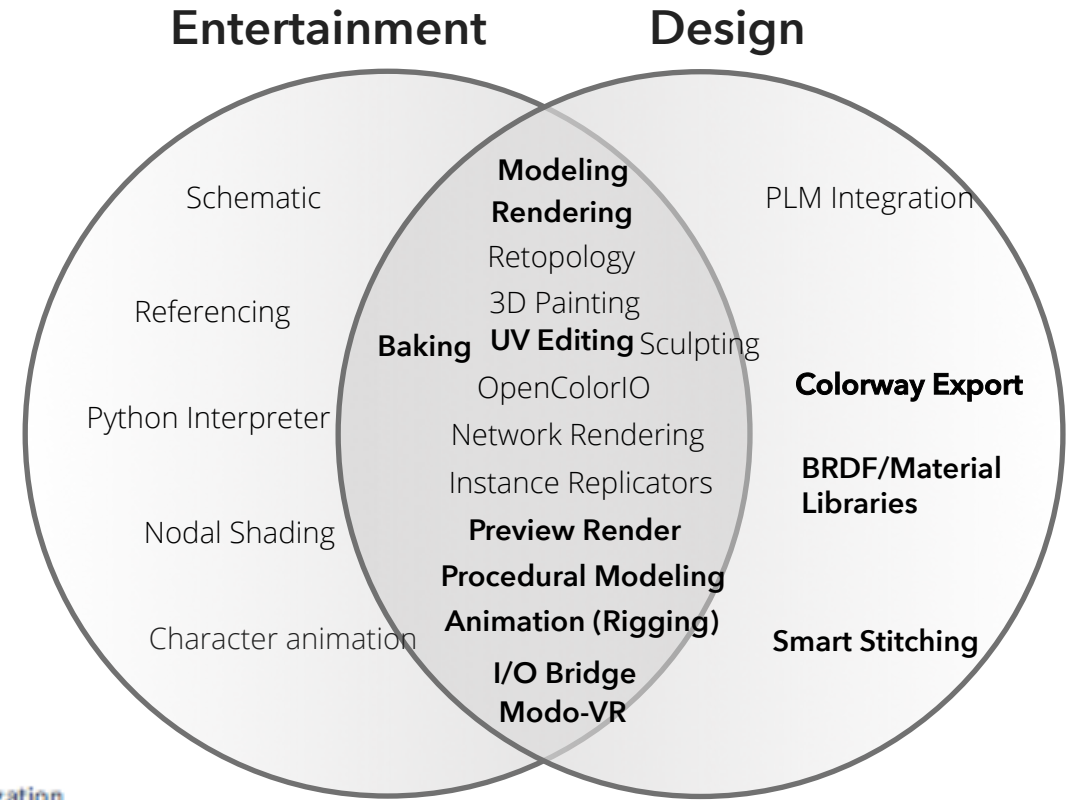 Entertainment
Design
Modeling
Schematic
Rendering
PLM Integration
Retopology
3D Painting
Referencing
Baking
UV Editing
Sculpting
OpenColorIO
Colorway Export
Python Interpreter
Network Rendering
BRDF/Material
Libraries
Instance Replicators
Nodal Shading
Preview Render
Procedural Modeling
Animation (Rigging)
Character animation
Smart Stitching
I/O Bridge
Modo-VR